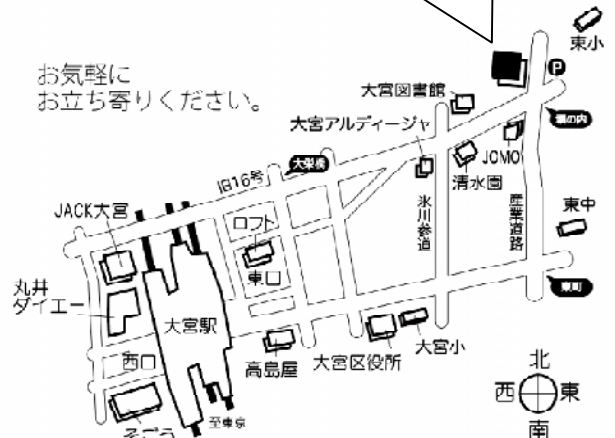 お気軽に
お立ち寄りください。
東小
P
大宮図書館
堀の内
大宮アルディージャ
JOMO
清水園
大栄橋
旧16号
JACK大宮
ロフト
東口
氷川参道
産業道路
東中
丸井
ダイエー
大宮駅
東町
西口
高島屋
大宮区役所
大宮小
そごう
至東京
北
西
東
南